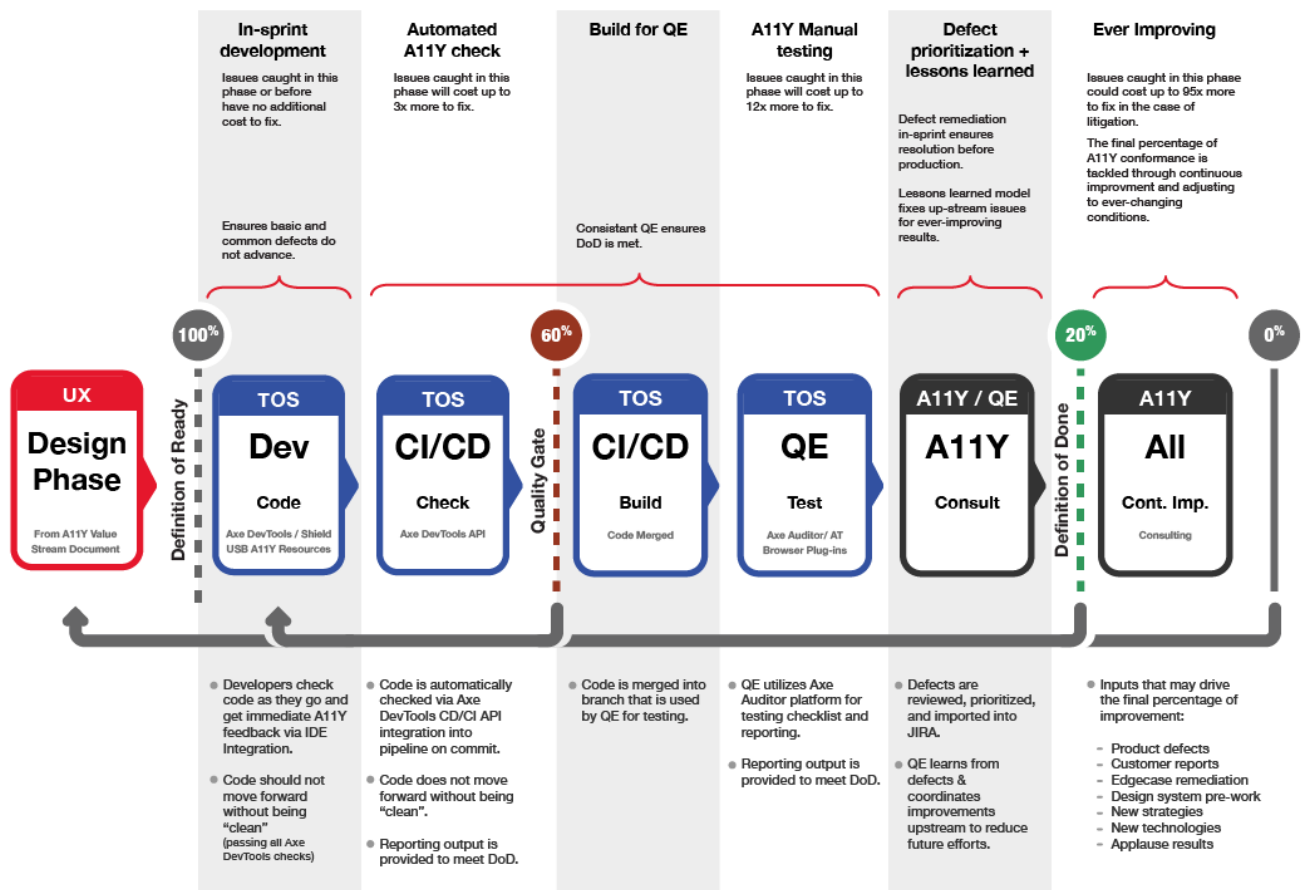 In-sprint
development
Issues caught in this
phase or before
have no additional
cost to fix.
Ensures basic and
common defects do
not advance.
Automated
A11Y check
Issues caught in this
phase will cost up to
3x more to fix.
Build for QE
Consistant QE ensures
DoD is met.
A11Y Manual
testing
Issues caught in this
phase will cost up to
12x more to fix.
Defect
prioritization +
lessons learned
Defect remediation
in-sprint ensures
resolution before
production.
Lessons learned model
fixes up-stream issues
for ever-improving
results.
Ever Improving
Issues caught in this phase
could cost up to 95x more
to fix in the case of
litigation.
The final percentage of
A11Y conformance is
tackled through continuous
improvment and adjusting
to ever-changing
conditions.
100%
60%
20%
0%
UX
Design
Phase
From A11Y Value
Stream Document
Definition of Ready
TOS
Dev
Code
Axe DevTools / Shield
USB A11Y Resources
TOS
CI/CD
Check
Axe DevTools API
Quality Gate
TOS
CI/CD
Build
Code Merged
TOS
QE
Test
Axe Auditor/ AT
Browser Plug-ins
A11Y / QE
A11Y
Consult
Definition of Done
A11Y
All
Cont. Imp.
Consulting
Developers check
code as they go and
get immediate A11Y
feedback via IDE
Integration.
Code should not
move forward
without being
“clean”
(passing all Axe
DevTools checks)
Code is automatically
checked via Axe
DevTools CD/CI API
integration into
pipeline on commit.
Code does not move
forward without being
“clean”.
Reporting output is
provided to meet DoD.
Code is merged into
branch that is used
by QE for testing.
QE utilizes Axe
Auditor platform for
testing checklist and
reporting.
Reporting output is
provided to meet DoD.
Defects are
reviewed, prioritized,
and imported into
JIRA.
QE learns from
defects &
coordinates
improvements
upstream to reduce
future efforts.
Inputs that may drive
the final percentage of
improvement:
- Product defects
- Customer reports
- Edgecase remediation
- Design system pre-work
- New strategies
- New technologies
- Applause results